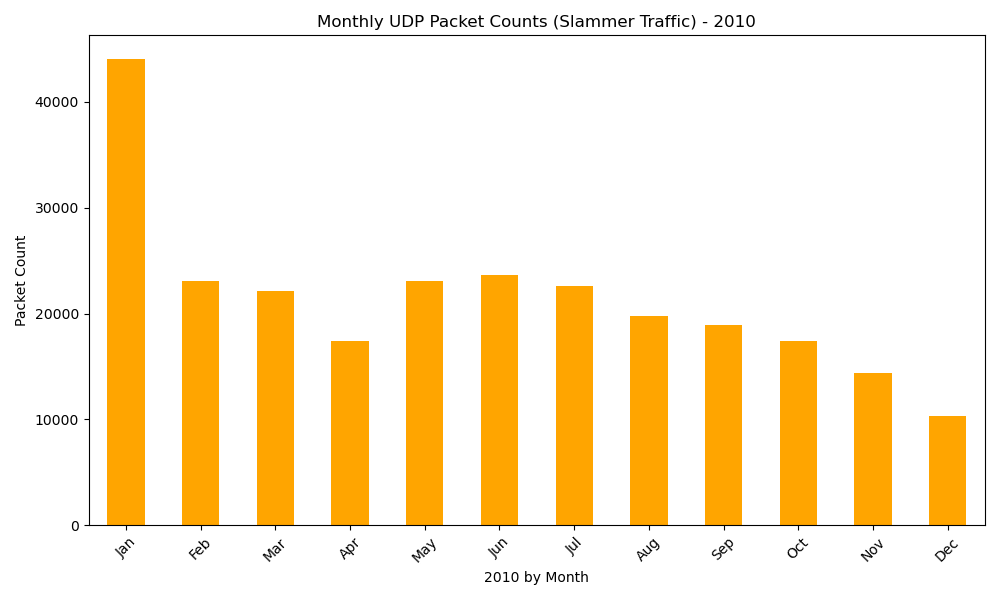 Monthly UDP Packet Counts (Slammer Traffic) - 2010
Packet Count
40000
30000
20000
10000
0
Jan
Feb
Mar
Apr
May
Jun
Jul
Aug
Sep
Oct
Nov
Dec
2010 by Month